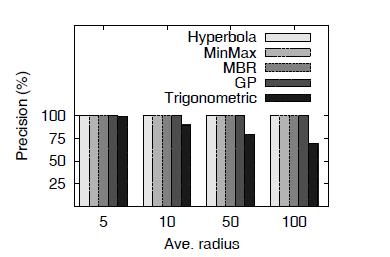 Hyperbola
MinMax
MBR
GP
Trigonometric
Precision (%)
100
75
50
25
5 10 50 100
Ave. radius